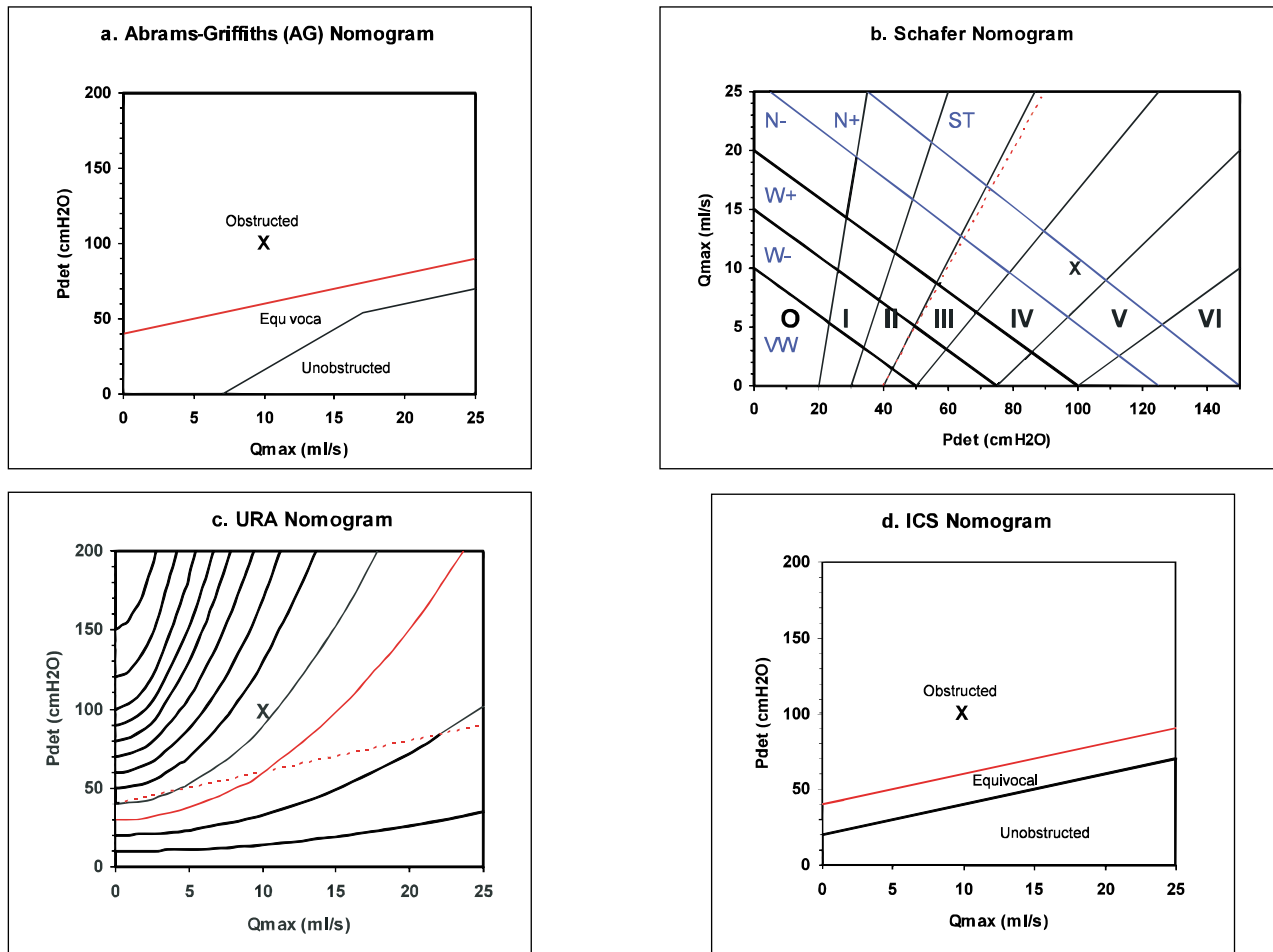 a. Abrams-Griffiths (AG) Nomogram
200
150
100
50
0
Pdet (cmH2O)
Obstructed
X
Equ voca
Unobstructed
0 5 10 15 20 25
Qmax (ml/s)
b. Schafer Nomogram
25
20
15
10
5
0
Qmax (ml/s)
N- N+ ST
W+
W-
X
O I II III IV V VI
VW
0 20 40 60 80 100 120 140
Pdet (cmH2O)
c. URA Nomogram
200
150
100
50
0
Pdet (cmH2O)
X
0 5 10 15 20 25
Qmax (ml/s)
d. ICS Nomogram
200
150
100
50
0
Pdet (cmH2O)
Obstructed
X
Equivocal
Unobstructed
0 5 10 15 20 25
Qmax (ml/s)